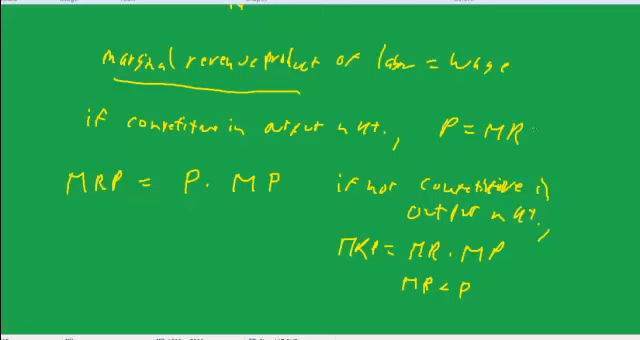 marginal revenue product of labor = wage
if competitive in output mkt., P = MR
MRP = P · MP
if not competitive in
output mkt.,
MRP = MR · MP
MR < P